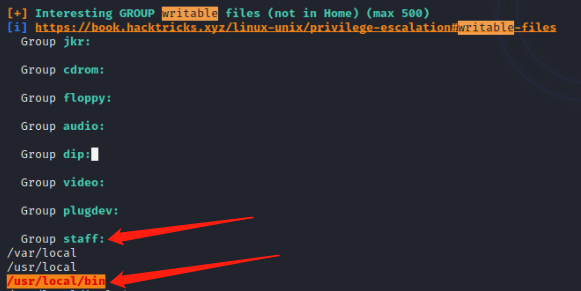 [+] Interesting GROUP writable files (not in Home) (max 500)
[i] https://book.hacktricks.xyz/linux-unix/privilege-escalation#writable-files
Group jkr:
Group cdrom:
Group floppy:
Group audio:
Group dip:
Group video:
Group plugdev:
Group staff:
/var/local
/usr/local
/usr/local/bin